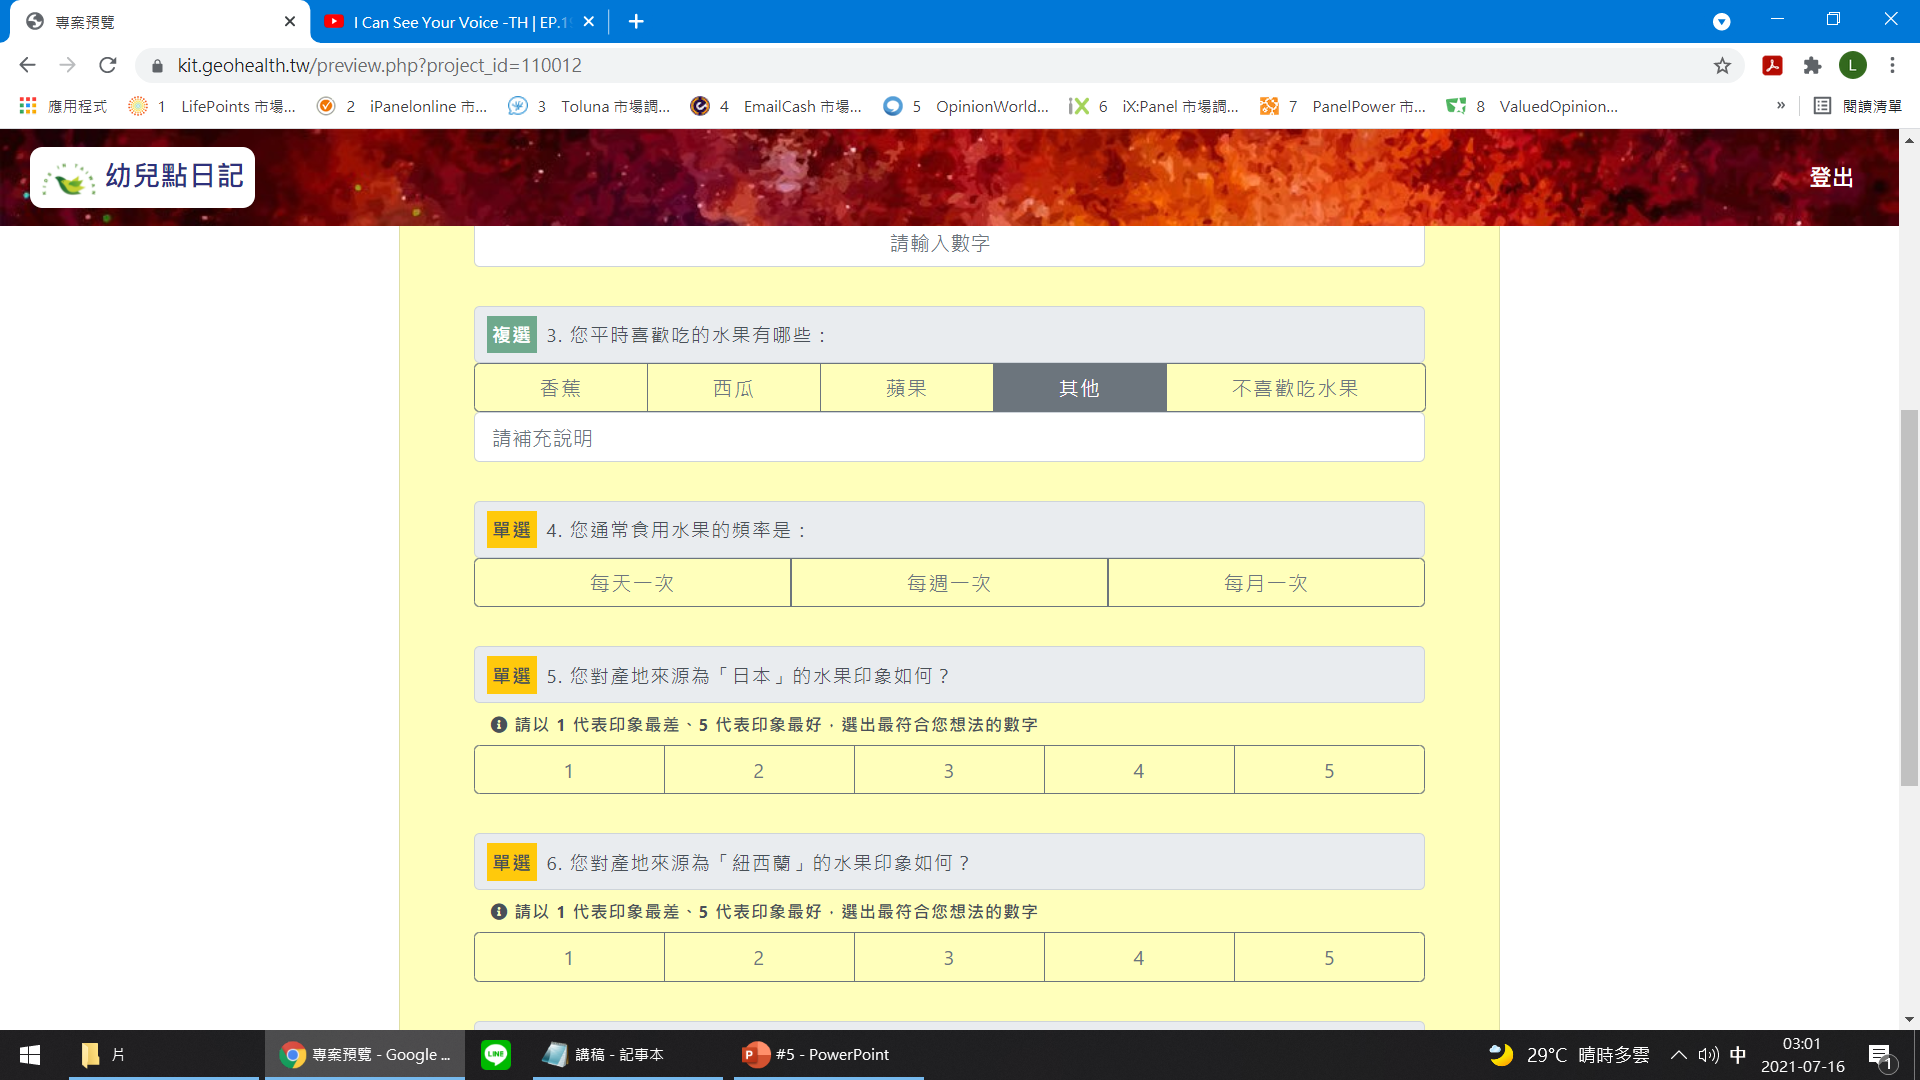 專案預覽
I Can See Your Voice -TH | EP.19
kit.geohealth.tw/preview.php?project_id=110012
L
應用程式
1 LifePoints 市場...
2 iPanelonline 市...
3 Toluna 市場調...
4 EmailCash 市場...
5 OpinionWorld...
6 iX:Panel 市場調...
7 PanelPower 市...
8 ValuedOpinion...
»
閱讀清單
幼兒點日記
登出
請輸入數字
複選 3. 您平時喜歡吃的水果有哪些：
香蕉 西瓜 蘋果 其他 不喜歡吃水果
請補充說明
單選 4. 您通常食用水果的頻率是：
每天一次 每週一次 每月一次
單選 5. 您對產地來源為「日本」的水果印象如何？
請以 1 代表印象最差、5 代表印象最好，選出最符合您想法的數字
1 2 3 4 5
單選 6. 您對產地來源為「紐西蘭」的水果印象如何？
請以 1 代表印象最差、5 代表印象最好，選出最符合您想法的數字
1 2 3 4 5
片
專案預覽 - Google ...
LINE
講稿 - 記事本
P
#5 - PowerPoint
29°C 晴時多雲
中
03:01
2021-07-16
1